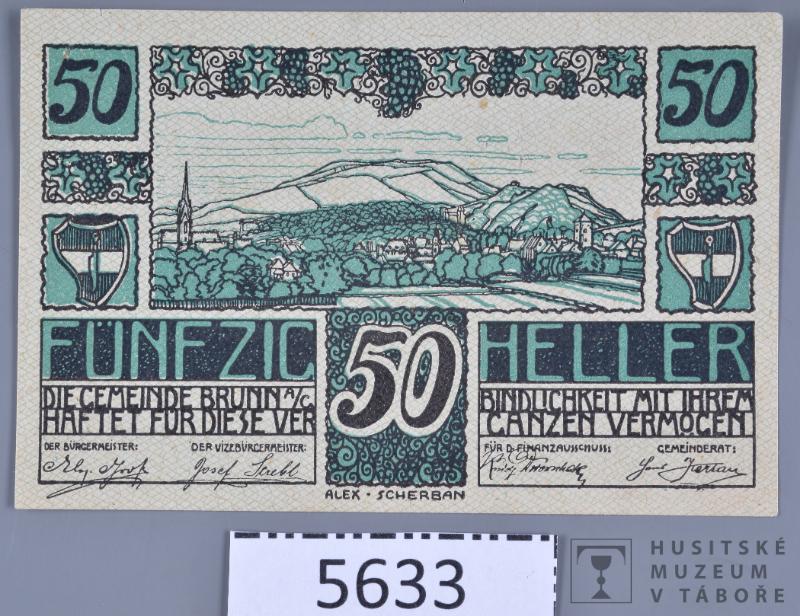 50 50
FÜNFZIG 50 HELLER
DIE GEMEINDE BRUNN A/G. BINDLICHKEIT MIT IHREM
HAFTET FÜR DIESE VER GANZEN VERMÖGEN
DER BÜRGERMEISTER: DER VIZEBÜRGERMEISTER: FÜR D. FINANZAUSSCHUSS: GEMEINDERAT:
Josef
ALEX · SCHERBAN
5633
HUSITSKÉ
MUZEUM
V TÁBOŘE